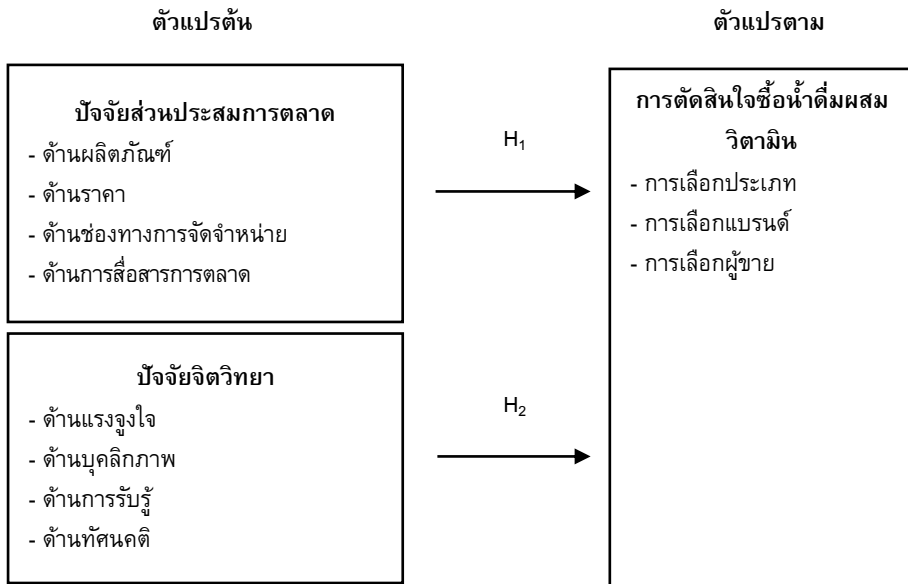 ตัวแปรต้น
ตัวแปรตาม
ปัจจัยส่วนประสมการตลาด
- ด้านผลิตภัณฑ์
- ด้านราคา
- ด้านช่องทางการจัดจำหน่าย
- ด้านการสื่อสารการตลาด
H₁
การตัดสินใจซื้อน้ำดื่มผสม
วิตามิน
- การเลือกประเภท
- การเลือกแบรนด์
- การเลือกผู้ขาย
ปัจจัยจิตวิทยา
- ด้านแรงจูงใจ
- ด้านบุคลิกภาพ
- ด้านการรับรู้
- ด้านทัศนคติ
H₂